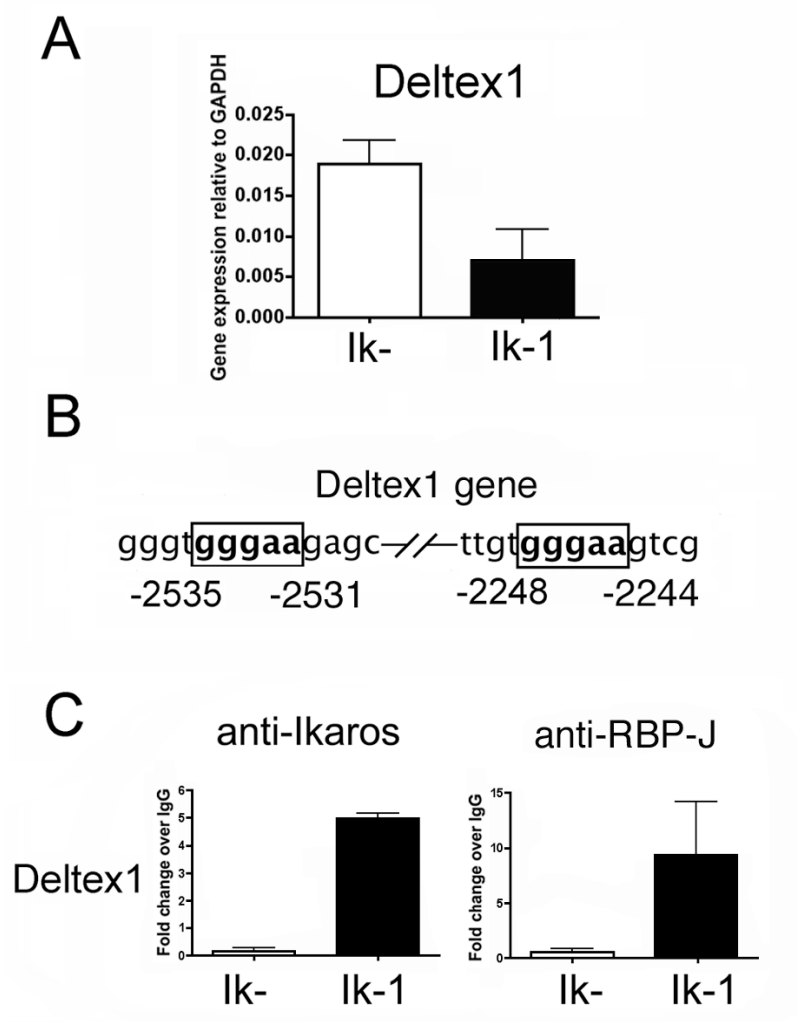 A
Deltex1
Gene expression relative to GAPDH
0.025
0.020
0.015
0.010
0.005
0.000
Ik-
Ik-1
B
Deltex1 gene
gggtgggaagagc—//—ttgtgggaagtcg
-2535 -2531 -2248 -2244
C
anti-Ikaros
anti-RBP-J
Deltex1
Fold change over IgG
6
5
4
3
2
1
0
Ik-
Ik-1
Fold change over IgG
15
10
5
0
Ik-
Ik-1